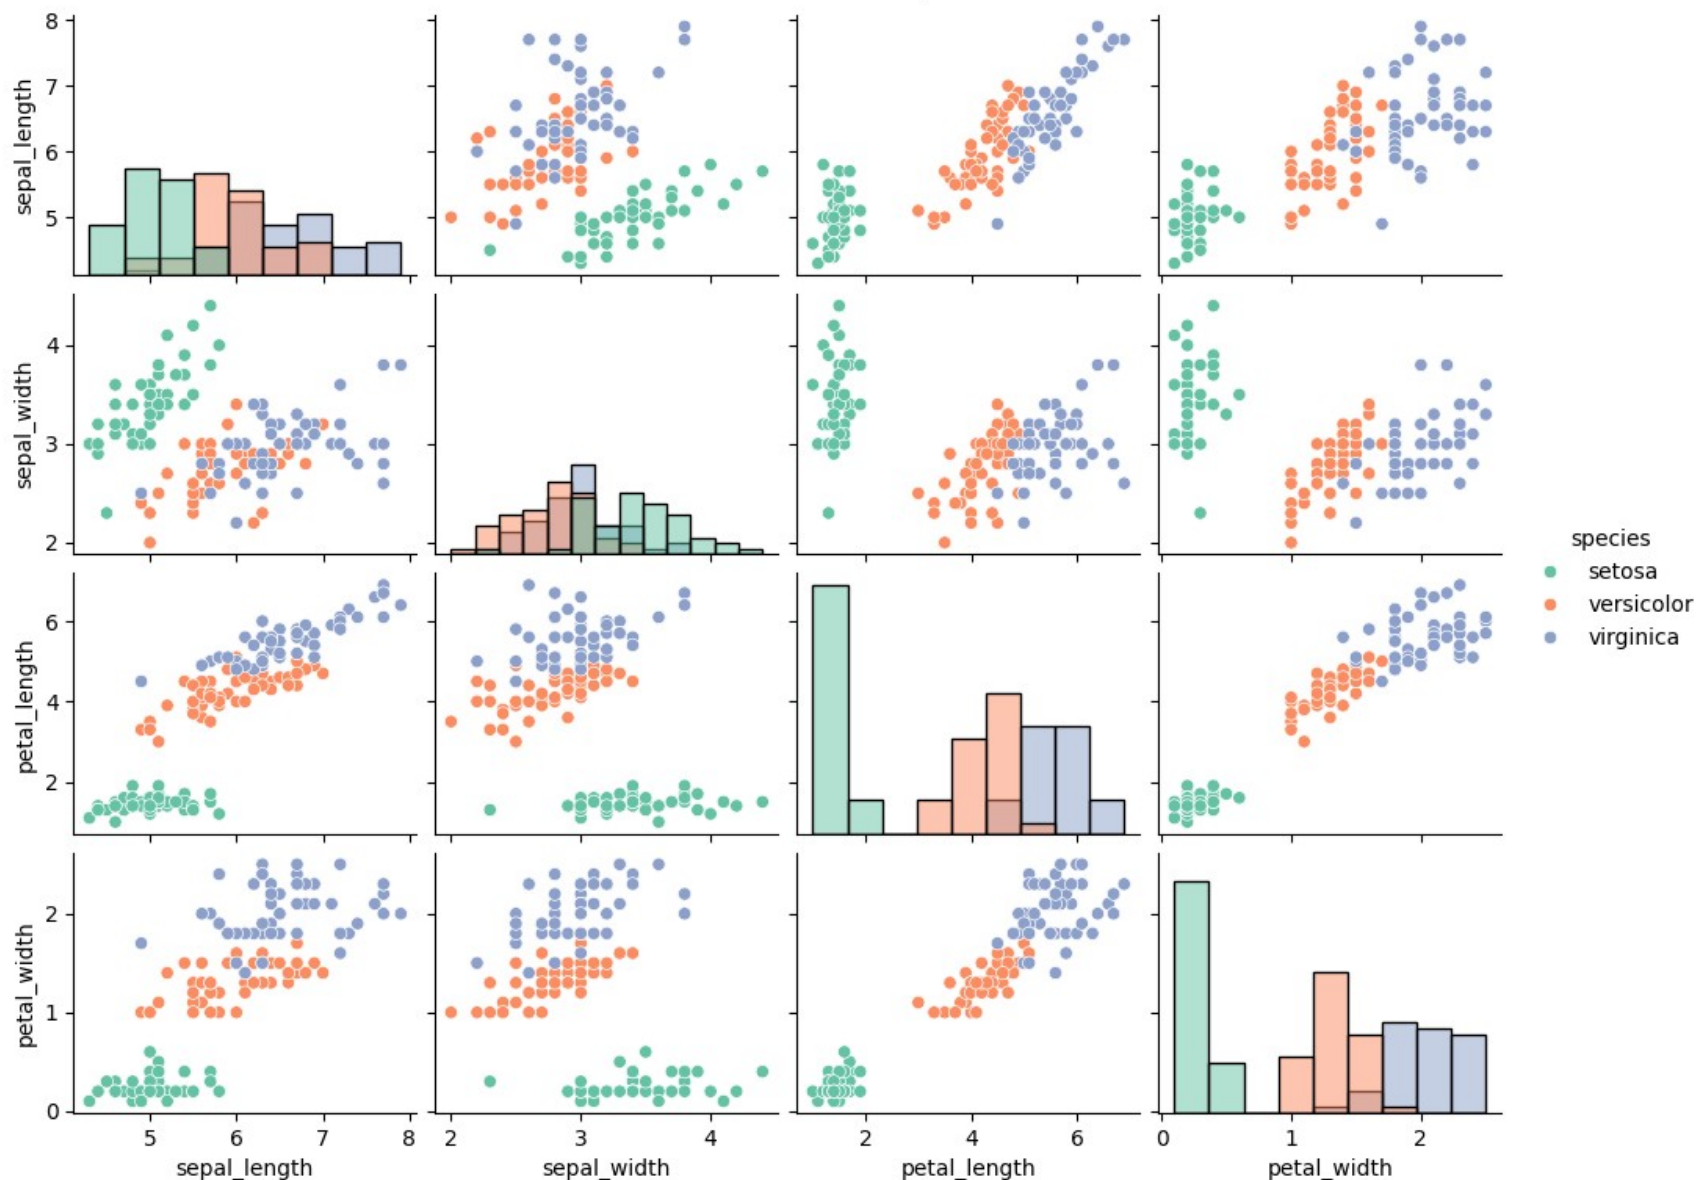 8
7
6
5
sepal_length
4
3
2
sepal_width
6
4
2
petal_length
2
1
0
petal_width
5 6 7 8
sepal_length
2 3 4
sepal_width
2 4 6
petal_length
0 1 2
petal_width
species
setosa
versicolor
virginica